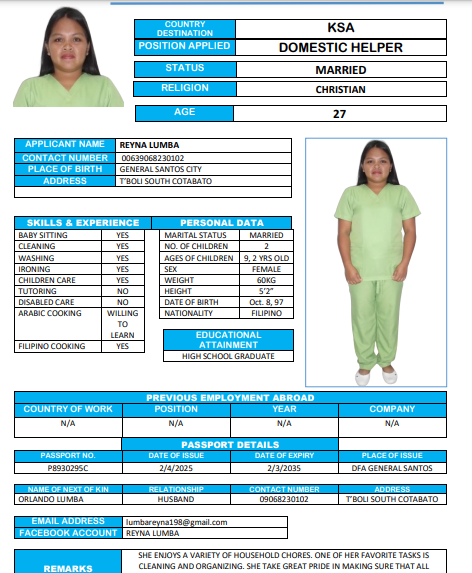 COUNTRY DESTINATION KSA
POSITION APPLIED DOMESTIC HELPER
STATUS MARRIED
RELIGION CHRISTIAN
AGE 27
APPLICANT NAME REYNA LUMBA
CONTACT NUMBER 00639068230102
PLACE OF BIRTH GENERAL SANTOS CITY
ADDRESS T'BOLI SOUTH COTABATO
SKILLS & EXPERIENCE PERSONAL DATA
BABY SITTING YES MARITAL STATUS MARRIED
CLEANING YES NO. OF CHILDREN 2
WASHING YES AGES OF CHILDREN 9, 2 YRS OLD
IRONING YES SEX FEMALE
CHILDREN CARE YES WEIGHT 60KG
TUTORING NO HEIGHT 5'2"
DISABLED CARE NO DATE OF BIRTH Oct. 8, 97
ARABIC COOKING WILLING TO LEARN NATIONALITY FILIPINO
FILIPINO COOKING YES
EDUCATIONAL ATTAINMENT
HIGH SCHOOL GRADUATE
PREVIOUS EMPLOYMENT ABROAD
COUNTRY OF WORK POSITION YEAR COMPANY
N/A N/A N/A N/A
PASSPORT DETAILS
PASSPORT NO. DATE OF ISSUE DATE OF EXPIRY PLACE OF ISSUE
P8930295C 2/4/2025 2/3/2035 DFA GENERAL SANTOS
NAME OF NEXT OF KIN RELATIONSHIP CONTACT NUMBER ADDRESS
ORLANDO LUMBA HUSBAND 09068230102 T'BOLI SOUTH COTABATO
EMAIL ADDRESS lumbareyna198@gmail.com
FACEBOOK ACCOUNT REYNA LUMBA
REMARKS SHE ENJOYS A VARIETY OF HOUSEHOLD CHORES. ONE OF HER FAVORITE TASKS IS
CLEANING AND ORGANIZING. SHE TAKE GREAT PRIDE IN MAKING SURE THAT ALL